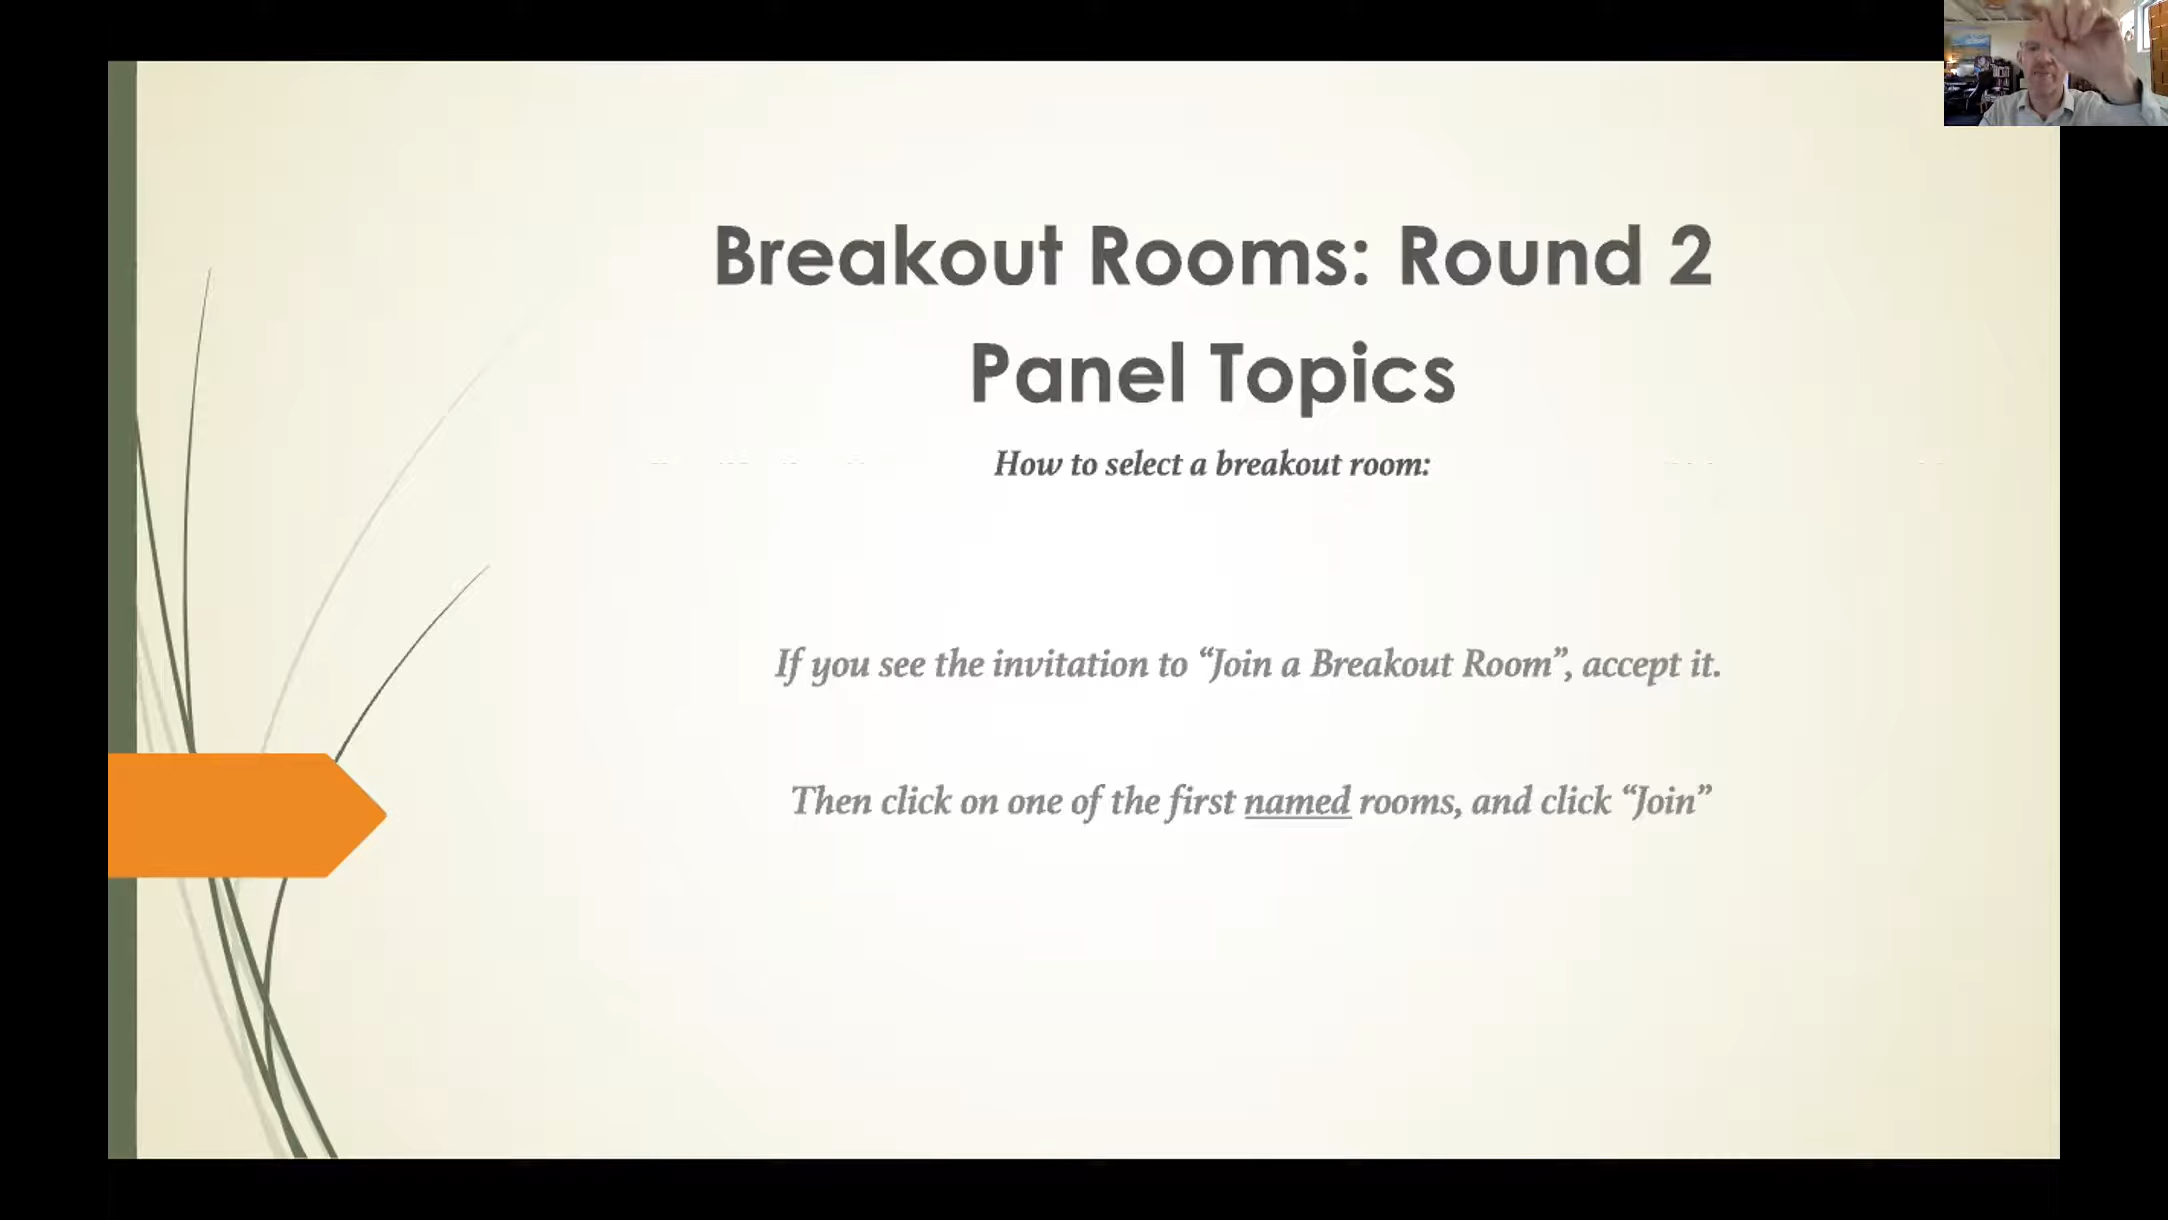 Breakout Rooms: Round 2
Panel Topics
How to select a breakout room:
If you see the invitation to “Join a Breakout Room”, accept it.
Then click on one of the first named rooms, and click “Join”